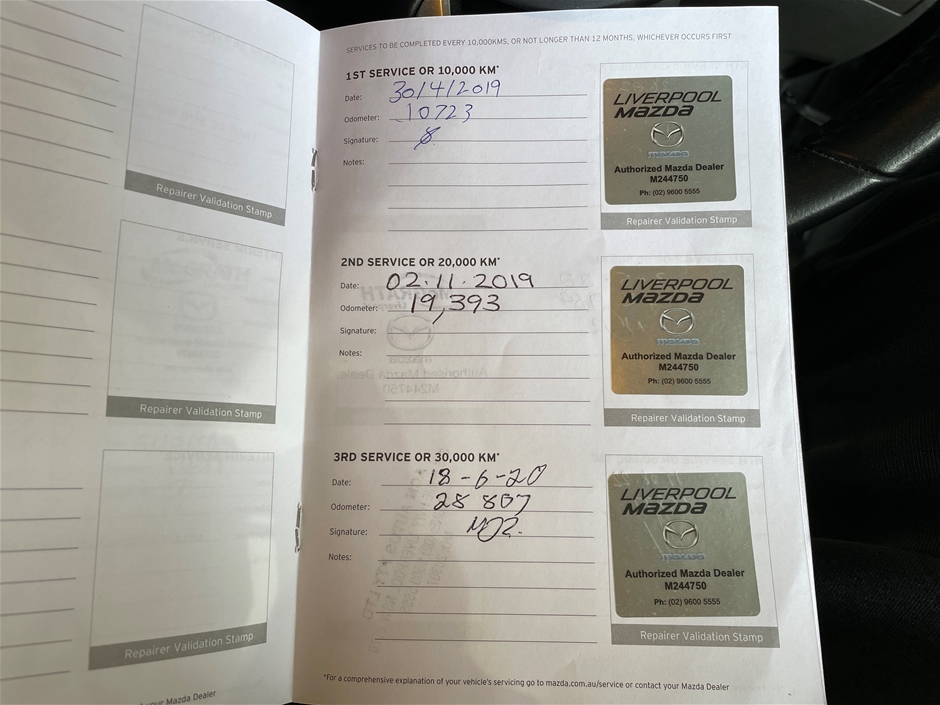 Repairer Validation Stamp
Repairer Validation Stamp
Repairer Validation Stamp
your Mazda Dealer
SERVICES TO BE COMPLETED EVERY 10,000KMS, OR NOT LONGER THAN 12 MONTHS, WHICHEVER OCCURS FIRST
1ST SERVICE OR 10,000 KM*
Date: 30/4/2019
Odometer: 10723
Signature:
Notes:
LIVERPOOL
mazda
mazda
Authorized Mazda Dealer
M244750
Ph: (02) 9600 5555
Repairer Validation Stamp
2ND SERVICE OR 20,000 KM*
Date: 02.11.2019
Odometer: 19,393
Signature:
Notes:
LIVERPOOL
mazda
mazda
Authorized Mazda Dealer
M244750
Ph: (02) 9600 5555
Repairer Validation Stamp
3RD SERVICE OR 30,000 KM*
Date: 18-6-20
Odometer: 28 807
Signature:
Notes:
LIVERPOOL
mazda
mazda
Authorized Mazda Dealer
M244750
Ph: (02) 9600 5555
Repairer Validation Stamp
*For a comprehensive explanation of your vehicle's servicing go to mazda.com.au/service or contact your Mazda Dealer